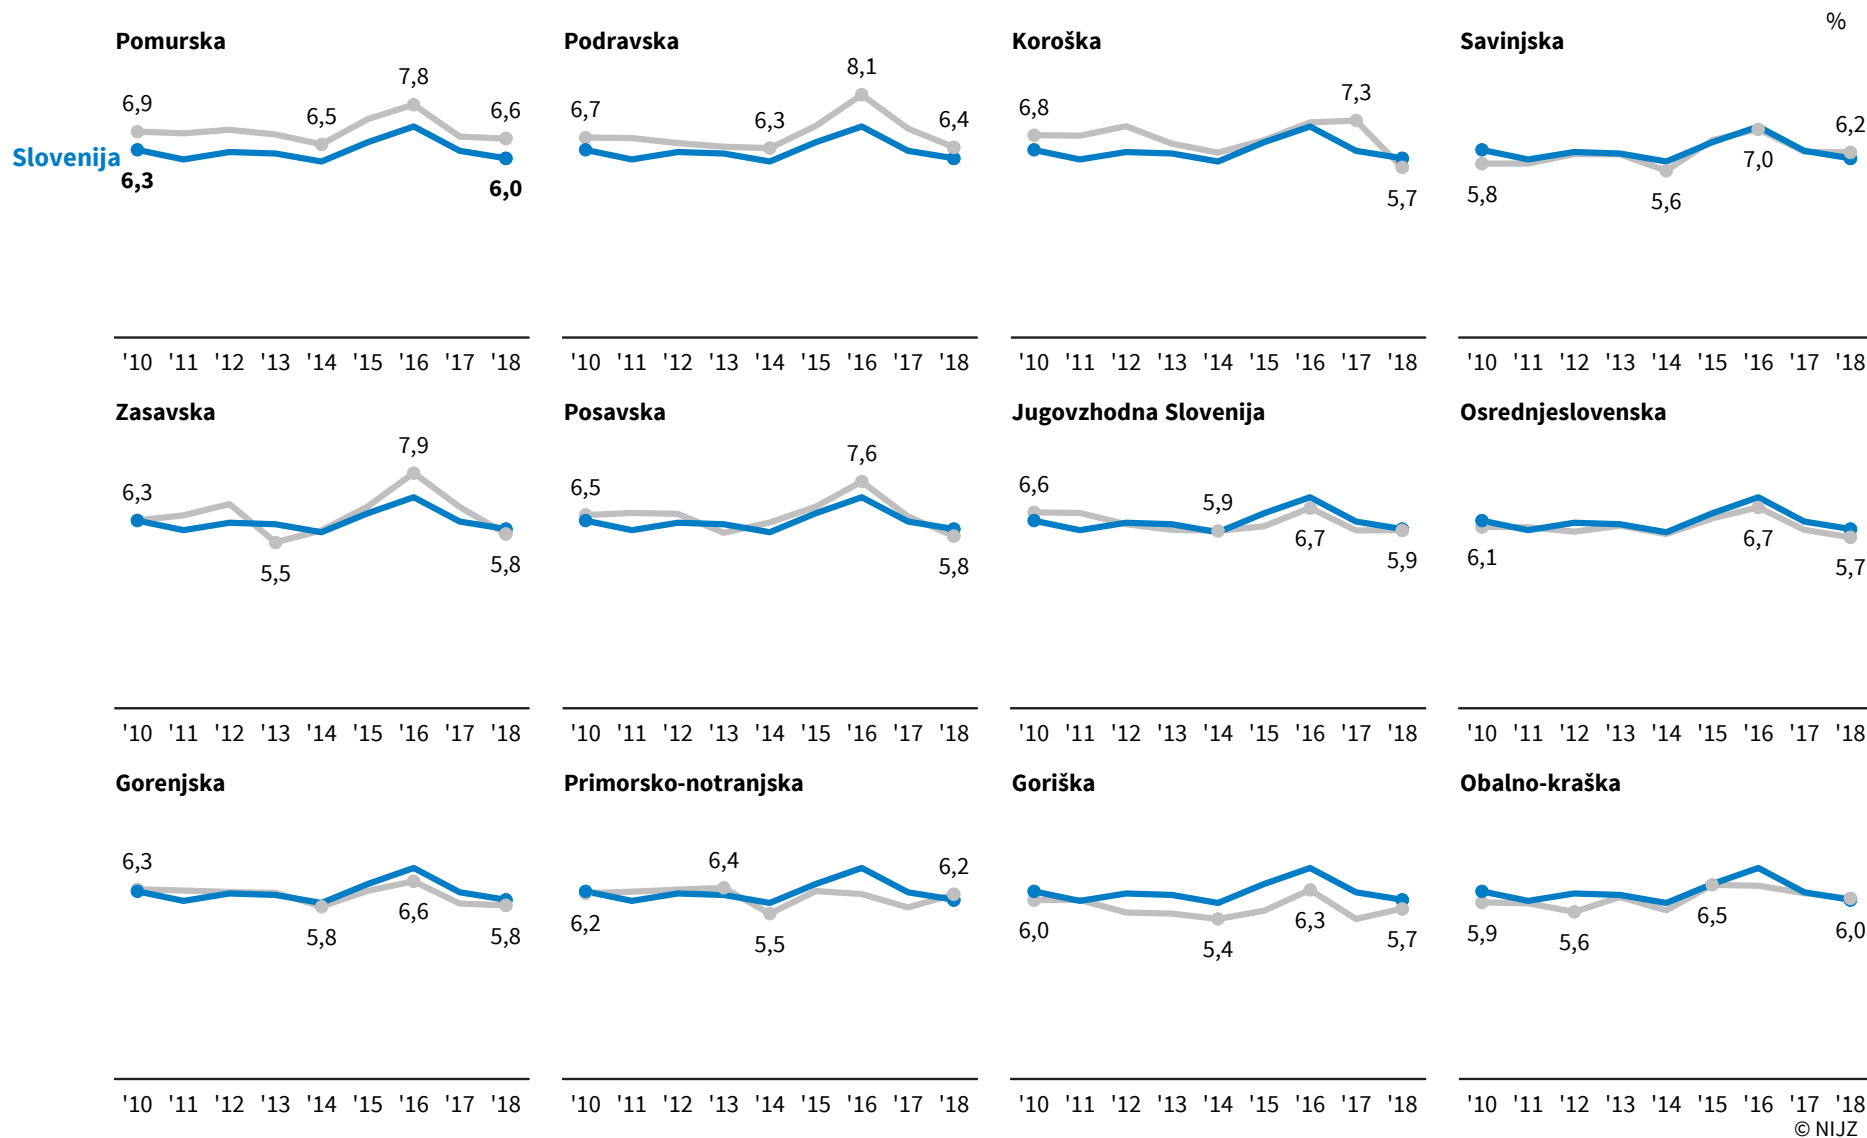 %
Pomurska
6,9
6,5
7,8
6,6
Slovenija
6,3
6,0
'10 '11 '12 '13 '14 '15 '16 '17 '18
Podravska
6,7
6,3
8,1
6,4
'10 '11 '12 '13 '14 '15 '16 '17 '18
Koroška
6,8
7,3
5,7
'10 '11 '12 '13 '14 '15 '16 '17 '18
Savinjska
5,8
5,6
7,0
6,2
'10 '11 '12 '13 '14 '15 '16 '17 '18
Zasavska
6,3
5,5
7,9
5,8
'10 '11 '12 '13 '14 '15 '16 '17 '18
Posavska
6,5
7,6
5,8
'10 '11 '12 '13 '14 '15 '16 '17 '18
Jugovzhodna Slovenija
6,6
5,9
6,7
5,9
'10 '11 '12 '13 '14 '15 '16 '17 '18
Osrednjeslovenska
6,1
6,7
5,7
'10 '11 '12 '13 '14 '15 '16 '17 '18
Gorenjska
6,3
5,8
6,6
5,8
'10 '11 '12 '13 '14 '15 '16 '17 '18
Primorsko-notranjska
6,2
6,4
5,5
6,2
'10 '11 '12 '13 '14 '15 '16 '17 '18
Goriška
6,0
5,4
6,3
5,7
'10 '11 '12 '13 '14 '15 '16 '17 '18
Obalno-kraška
5,9
5,6
6,5
6,0
'10 '11 '12 '13 '14 '15 '16 '17 '18
© NIJZ